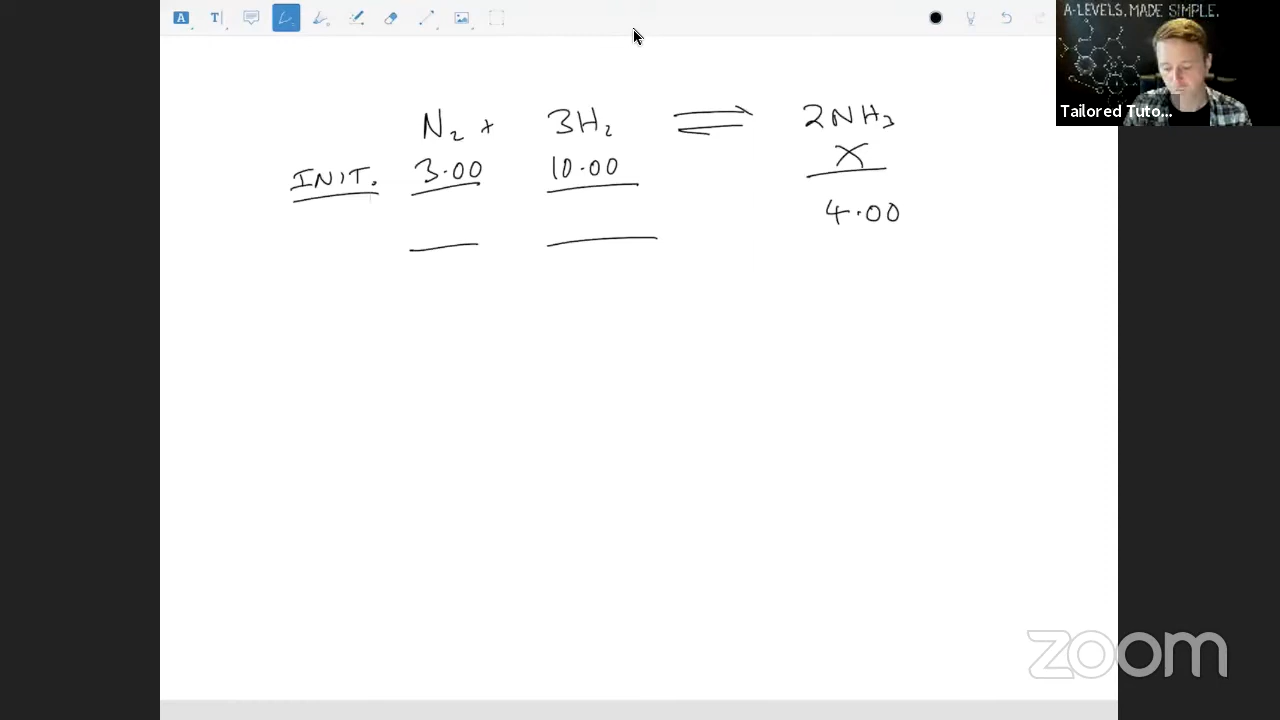 A-LEVELS. MADE SIMPLE.
Tailored Tuto...
N₂ + 3H₂ ⇌ 2NH₃
INIT. 3.00 10.00 X
4.00
zoom